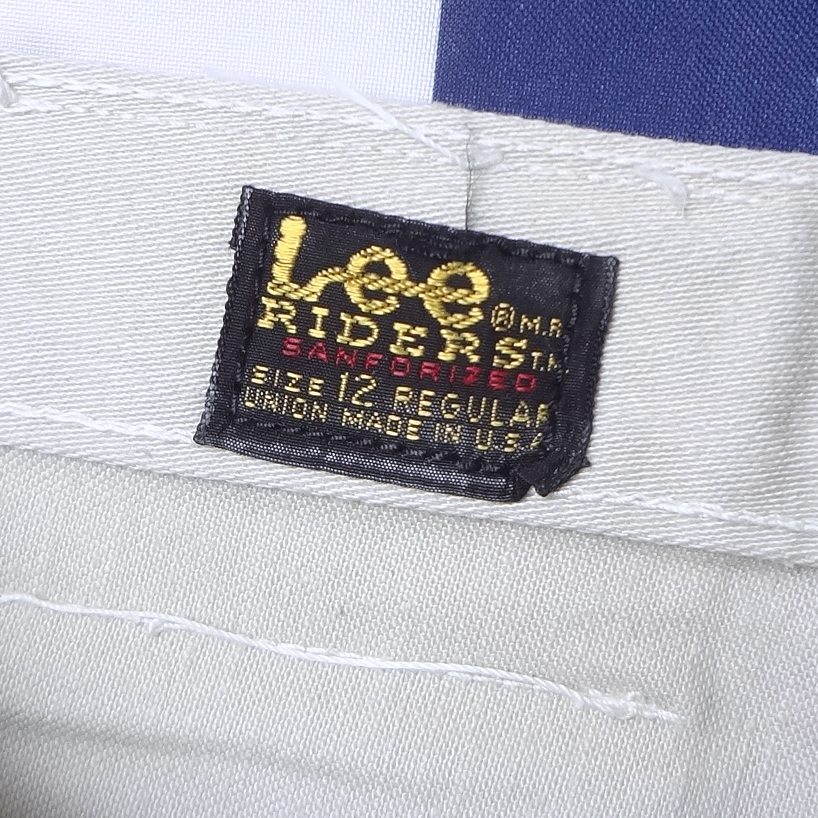 Lee ® M.R.
RIDERS T.M.
SANFORIZED
SIZE 12 REGULAR
UNION MADE IN U.S.A